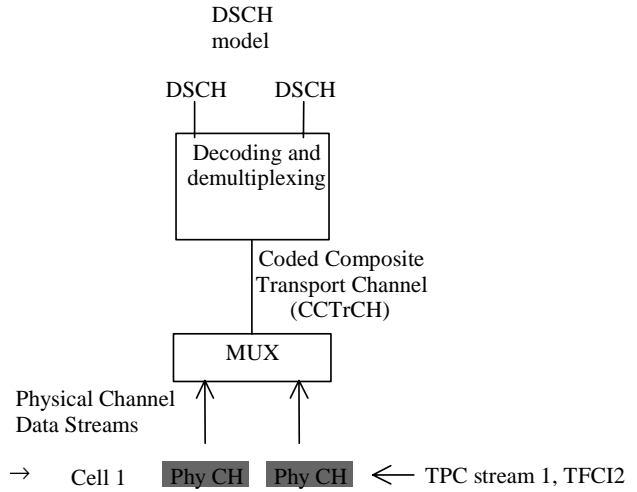 DSCH
model
DSCH DSCH
Decoding and
demultiplexing
Coded Composite
Transport Channel
(CCTrCH)
MUX
Physical Channel
Data Streams
→ Cell 1 Phy CH Phy CH ← TPC stream 1, TFCI2